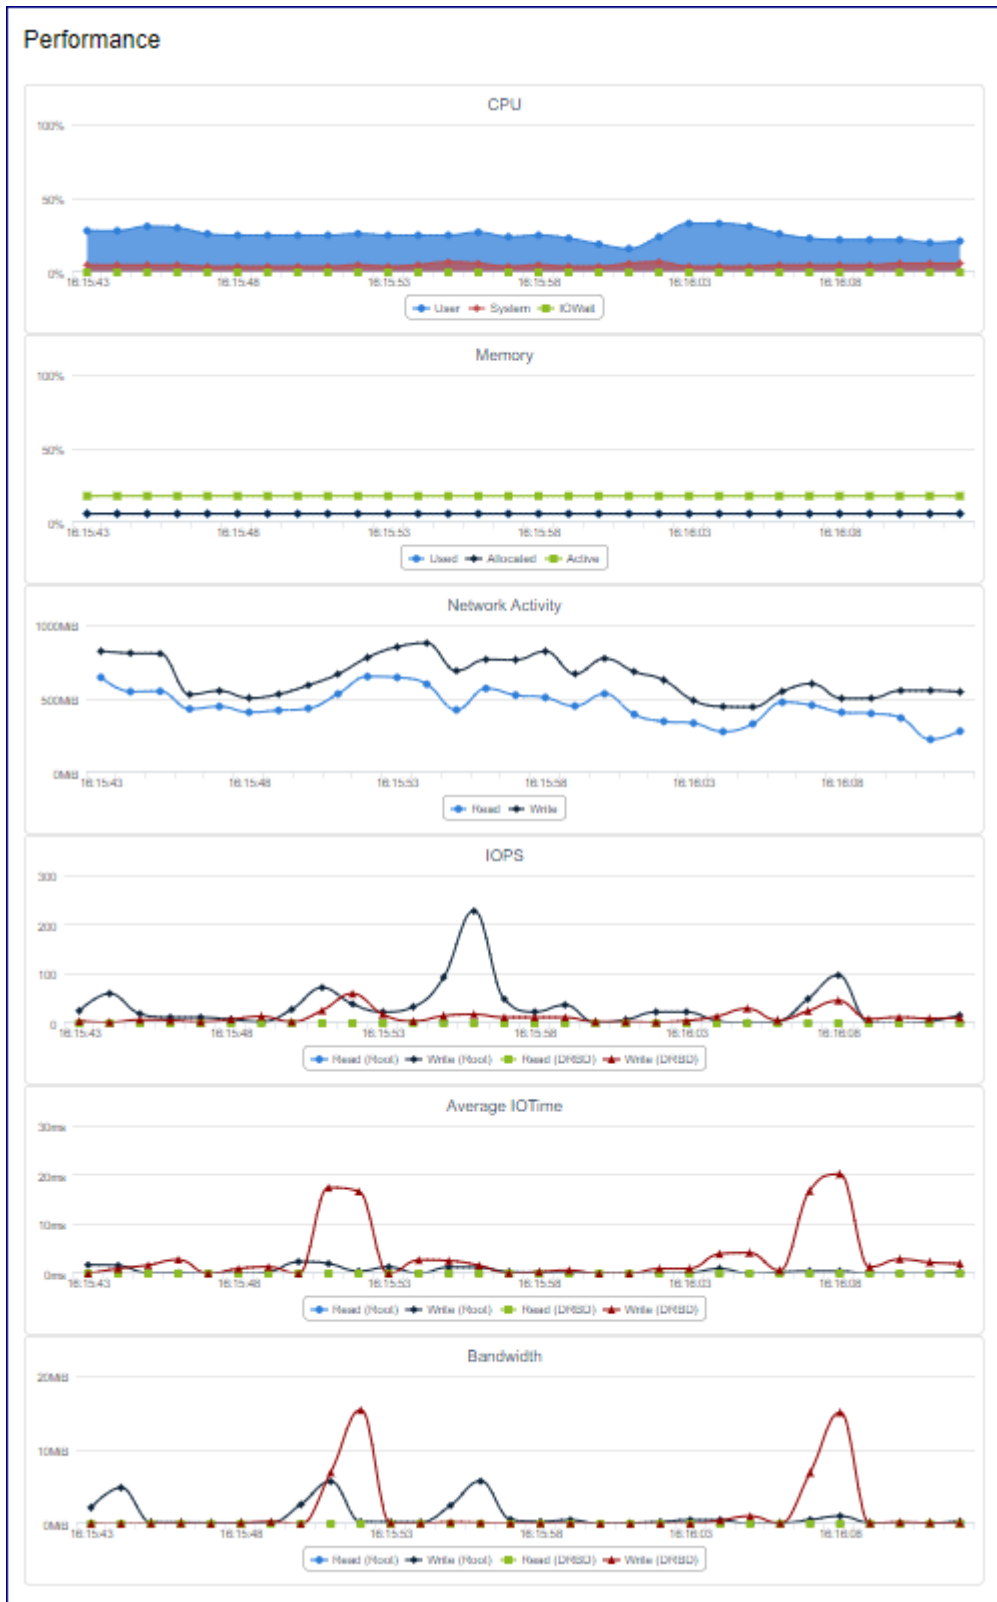 Performance
CPU
100%
50%
0%
16:15:43 16:15:48 16:15:53 16:15:58 16:16:03 16:16:08
User System IOWait
Memory
100%
50%
0%
16:15:43 16:15:48 16:15:53 16:15:58 16:16:03 16:16:08
Used Allocated Active
Network Activity
1000MiB
500MiB
0MiB
16:15:43 16:15:48 16:15:53 16:15:58 16:16:03 16:16:08
Read Write
IOPS
300
200
100
0
16:15:43 16:15:48 16:15:53 16:15:58 16:16:03 16:16:08
Read (Root) Write (Root) Read (DRBD) Write (DRBD)
Average IOTime
30ms
20ms
10ms
0ms
16:15:43 16:15:48 16:15:53 16:15:58 16:16:03 16:16:08
Read (Root) Write (Root) Read (DRBD) Write (DRBD)
Bandwidth
20MiB
10MiB
0MiB
16:15:43 16:15:48 16:15:53 16:15:58 16:16:03 16:16:08
Read (Root) Write (Root) Read (DRBD) Write (DRBD)